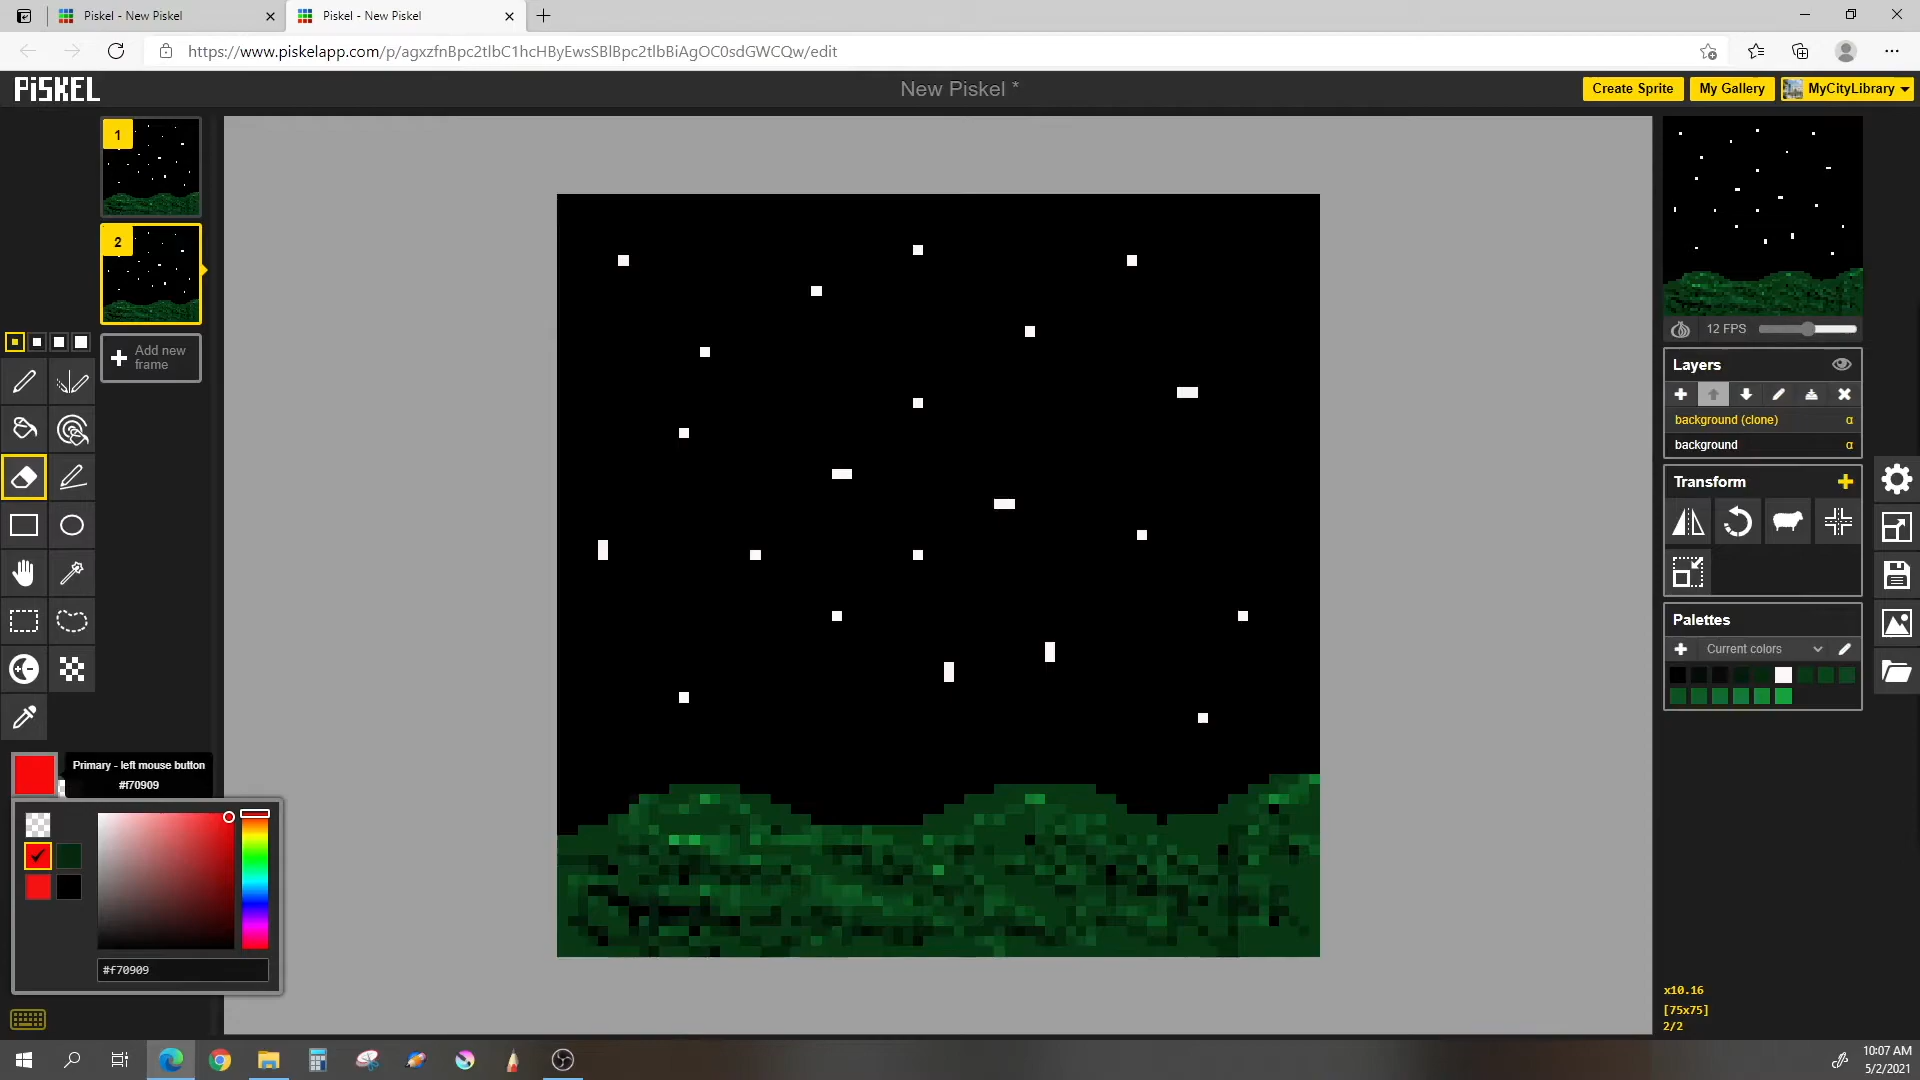 Piskel - New Piskel
Piskel - New Piskel
https://www.piskelapp.com/p/agxzfnBpc2tlbC1hcHByEwsSBlBpc2tlbBiAgOC0sdGWCQw/edit
PiSKEL
New Piskel *
Create Sprite
My Gallery
MyCityLibrary
1
2
Add new
frame
12 FPS
Layers
background (clone) α
background α
Transform
Palettes
Current colors
Primary - left mouse button
#f70909
#f70909
x10.16
[75x75]
2/2
10:07 AM
5/2/2021